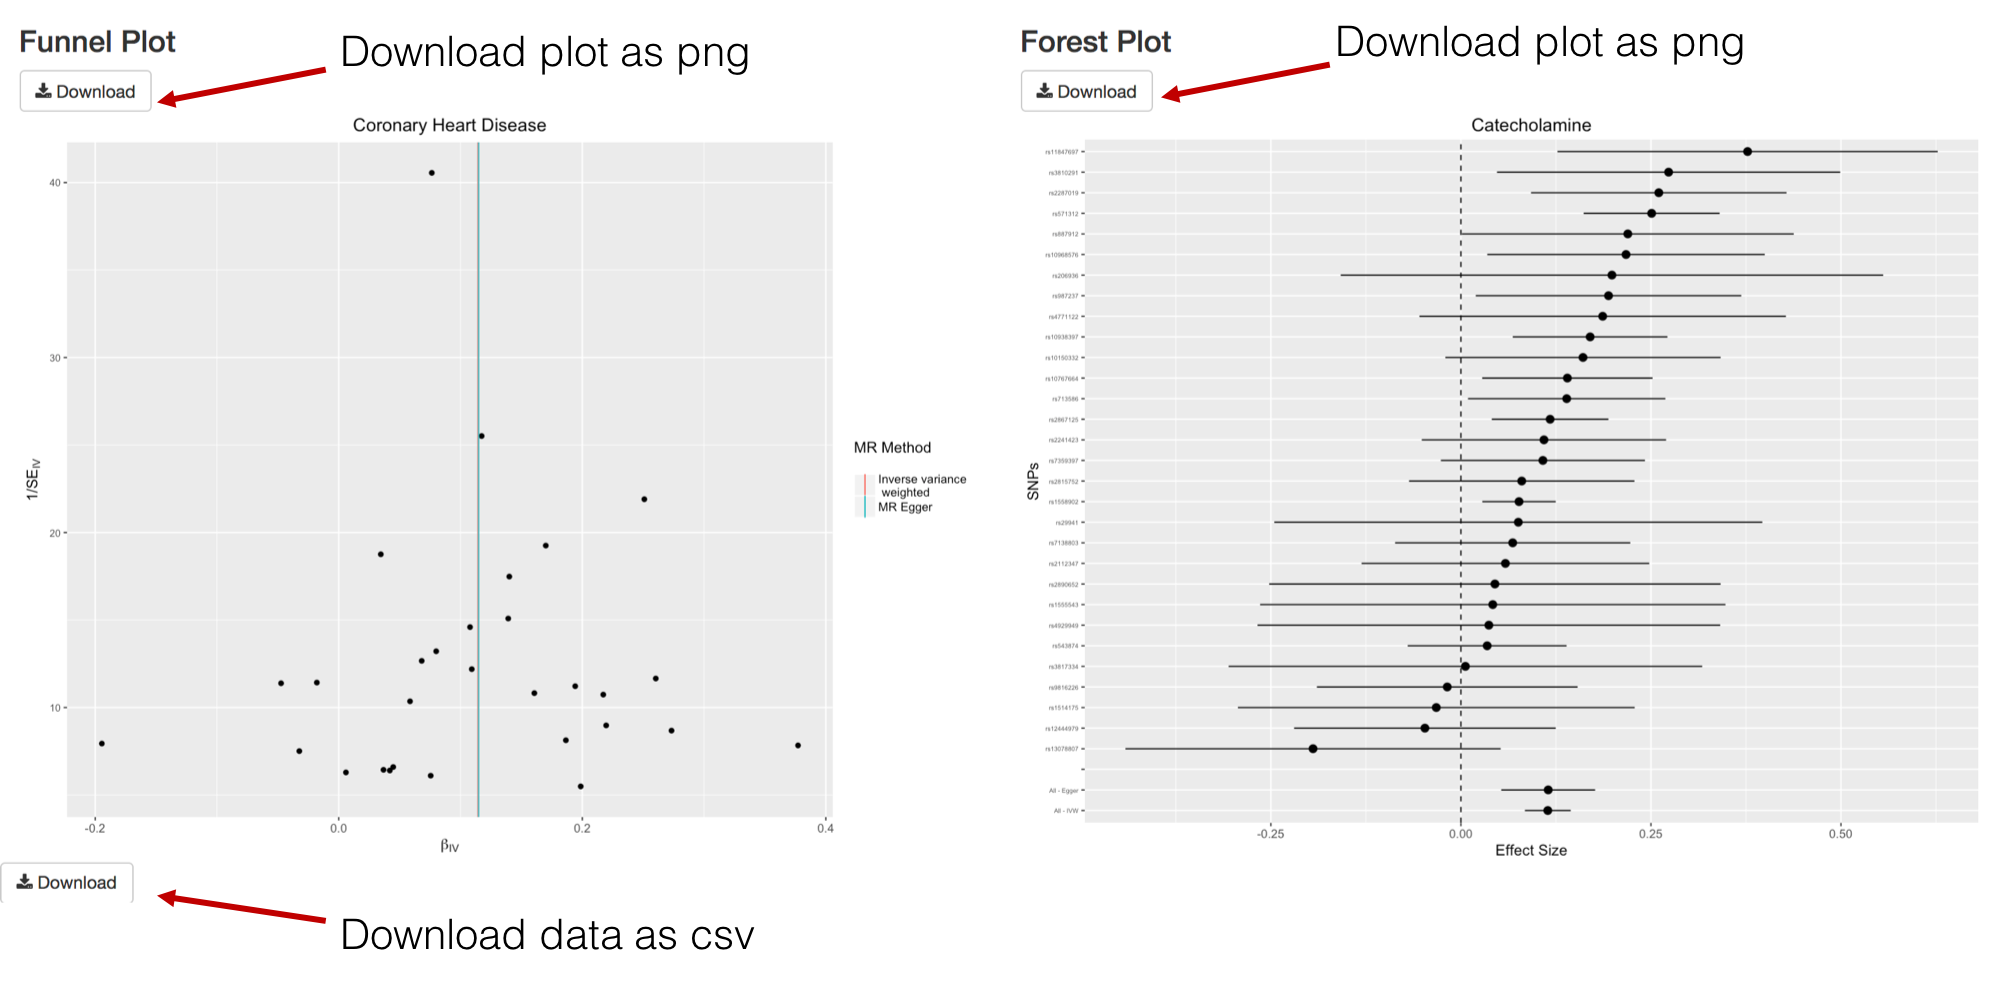 Funnel Plot
Download plot as png
Download
Coronary Heart Disease
40
30
20
10
1/SEIV
-0.2
0.0
0.2
0.4
βIV
MR Method
Inverse variance
weighted
MR Egger
Download
Download data as csv
Forest Plot
Download plot as png
Download
Catecholamine
rs11847697
rs3810291
rs2287019
rs571312
rs887912
rs10968576
rs206936
rs987237
rs4771122
rs10938397
rs10150332
rs10767664
rs713586
rs2867125
rs2241423
rs7359397
rs2815752
rs1558902
rs29941
rs7138803
rs2112347
rs2890652
rs1555543
rs4929949
rs543874
rs3817334
rs9816226
rs1514175
rs12444979
rs13078807
All - Egger
All - IVW
SNPs
-0.25
0.00
0.25
0.50
Effect Size